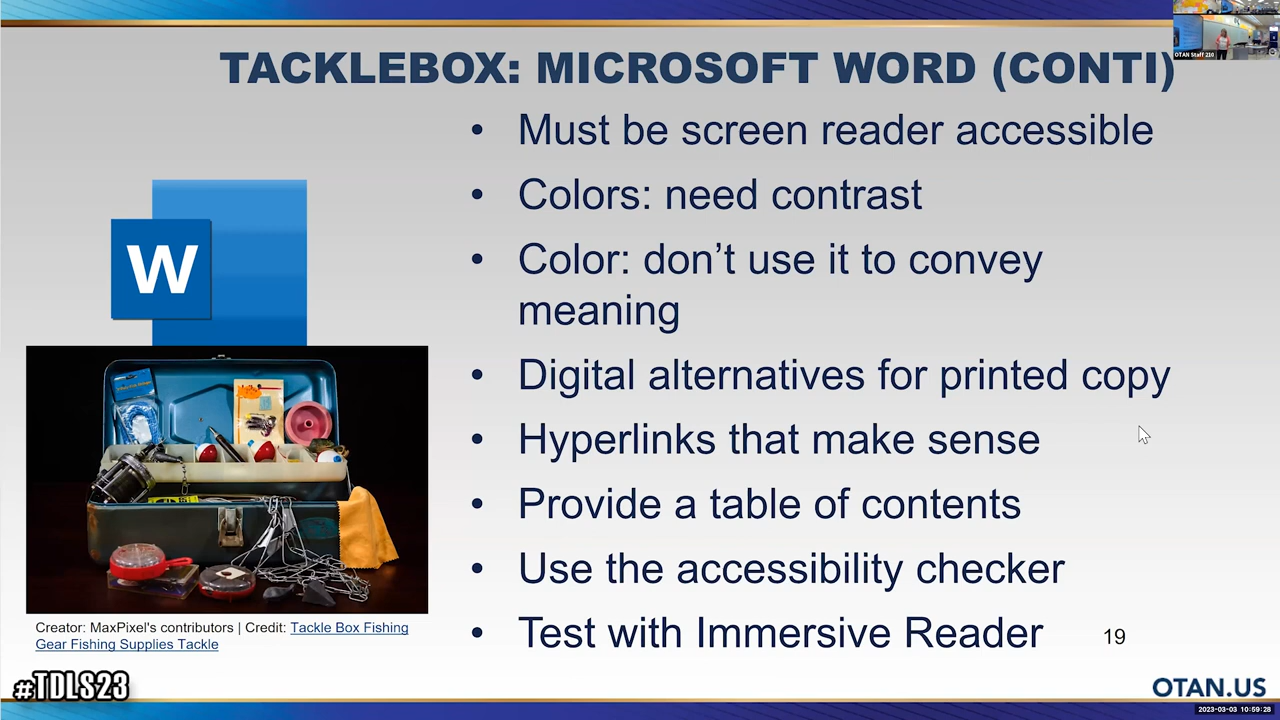 OTAN Staff 210
TACKLEBOX: MICROSOFT WORD (CONTI)
• Must be screen reader accessible
• Colors: need contrast
• Color: don’t use it to convey
meaning
• Digital alternatives for printed copy
• Hyperlinks that make sense
• Provide a table of contents
• Use the accessibility checker
• Test with Immersive Reader
W
Creator: MaxPixel's contributors | Credit: Tackle Box Fishing
Gear Fishing Supplies Tackle
19
#TDLS23
OTAN.US
2023-03-03 10:59:28